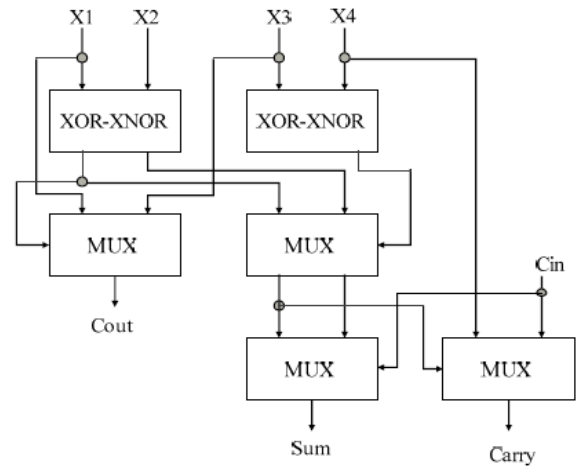 X1 X2 X3 X4
XOR-XNOR XOR-XNOR
MUX MUX
Cin
Cout
MUX MUX
Sum Carry